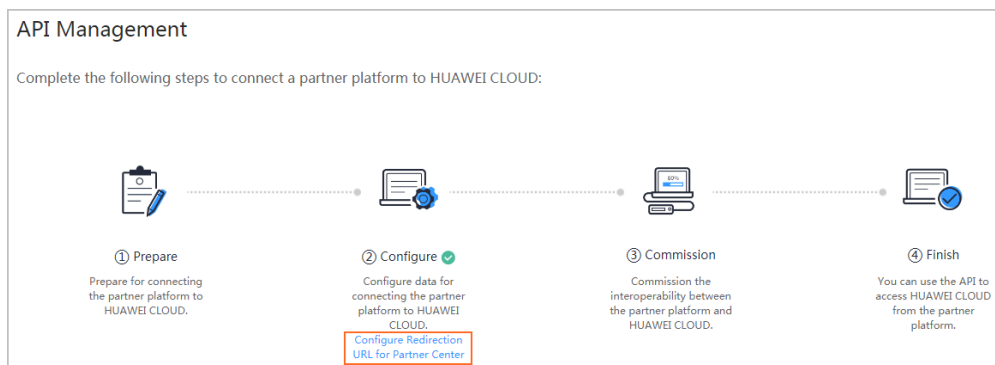 API Management
Complete the following steps to connect a partner platform to HUAWEI CLOUD:
60%
① Prepare
Prepare for connecting
the partner platform to
HUAWEI CLOUD.
② Configure
Configure data for
connecting the partner
platform to HUAWEI
CLOUD.
Configure Redirection
URL for Partner Center
③ Commission
Commission the
interoperability between
the partner platform and
HUAWEI CLOUD.
④ Finish
You can use the API to
access HUAWEI CLOUD
from the partner
platform.